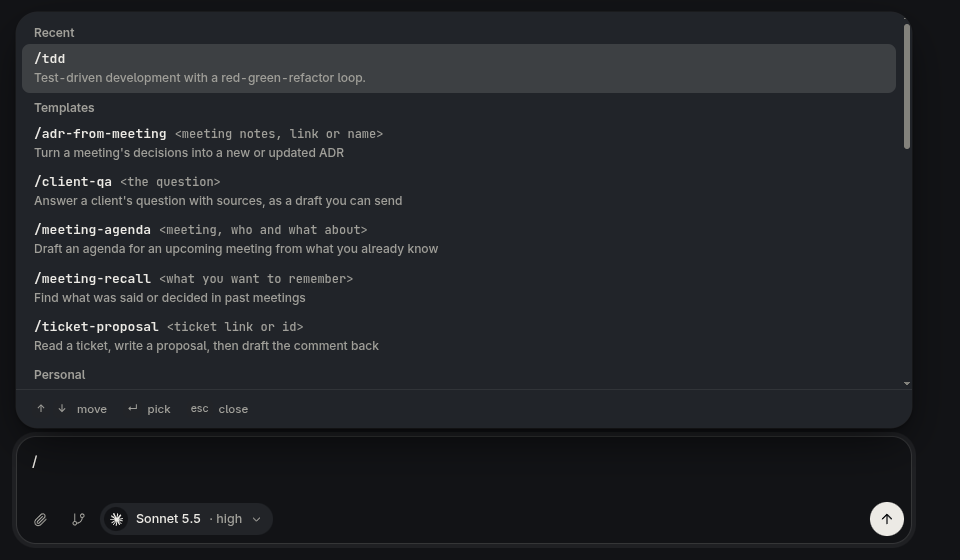 Recent
/tdd
Test-driven development with a red-green-refactor loop.
Templates
/adr-from-meeting <meeting notes, link or name>
Turn a meeting's decisions into a new or updated ADR
/client-qa <the question>
Answer a client's question with sources, as a draft you can send
/meeting-agenda <meeting, who and what about>
Draft an agenda for an upcoming meeting from what you already know
/meeting-recall <what you want to remember>
Find what was said or decided in past meetings
/ticket-proposal <ticket link or id>
Read a ticket, write a proposal, then draft the comment back
Personal
↑ ↓ move ↵ pick esc close
/
Sonnet 5.5 · high